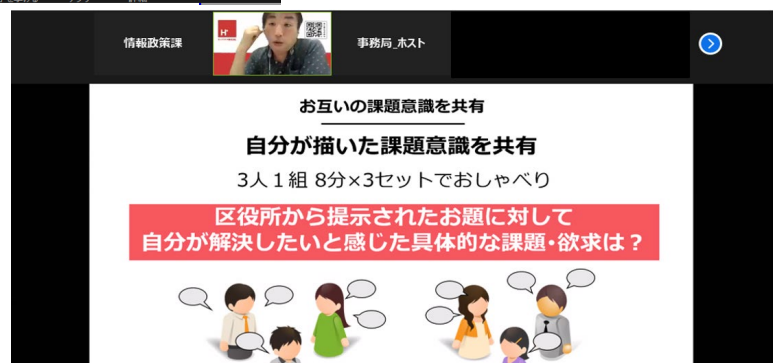 情報政策課
事務局_ホスト
お互いの課題意識を共有
自分が描いた課題意識を共有
3人1組 8分×3セットでおしゃべり
区役所から提示されたお題に対して
自分が解決したいと感じた具体的な課題・欲求は？